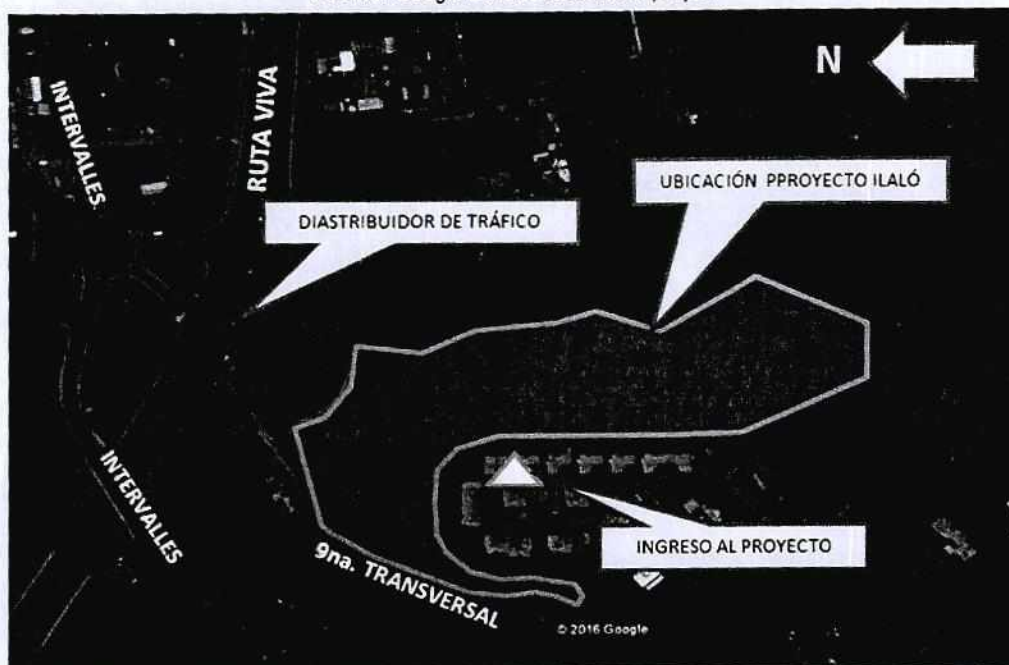 N
INTERVALLES
RUTA VIVA
UBICACIÓN PPROYECTO ILALÓ
DIASTRIBUIDOR DE TRÁFICO
INTERVALLES
9na. TRANSVERSAL
INGRESO AL PROYECTO
© 2016 Google